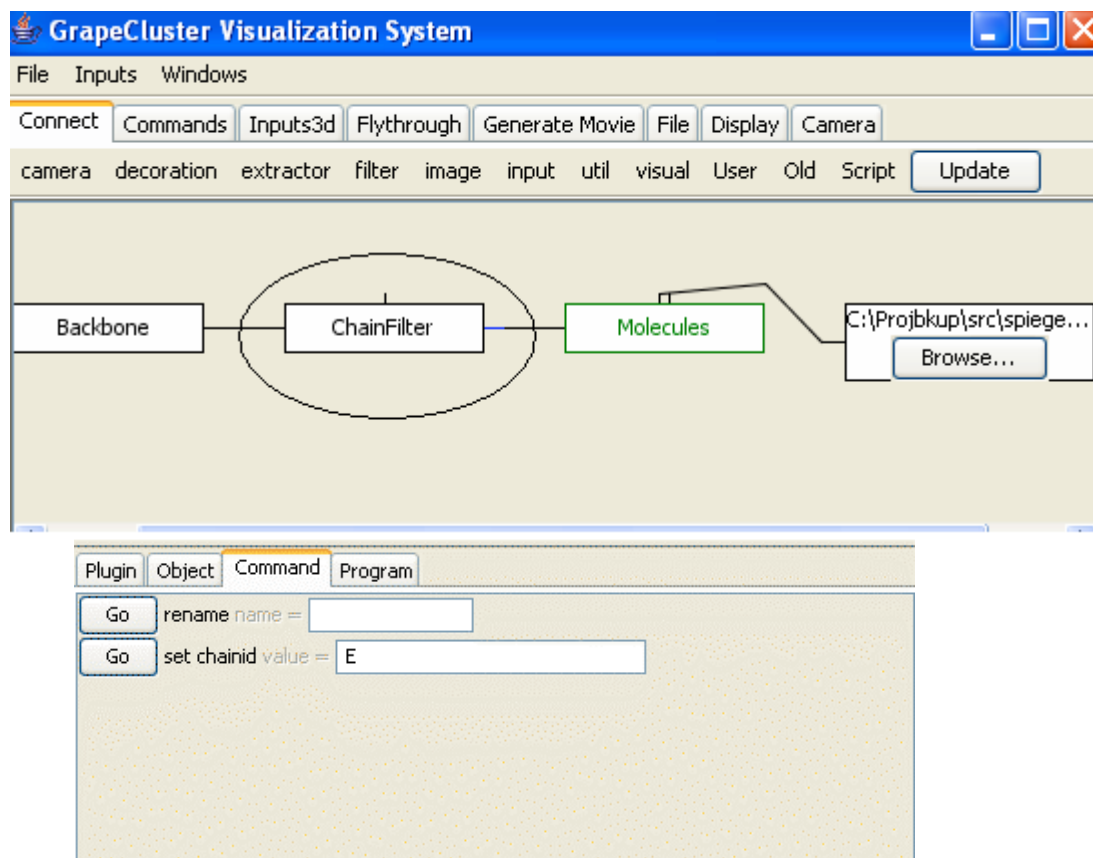 GrapeCluster Visualization System
File Inputs Windows
Connect Commands Inputs3d Flythrough Generate Movie File Display Camera
camera decoration extractor filter image input util visual User Old Script Update
Backbone ChainFilter Molecules C:\Projbkup\src\spiege...
Browse...
Plugin Object Command Program
Go rename name =
Go set chainid value = E